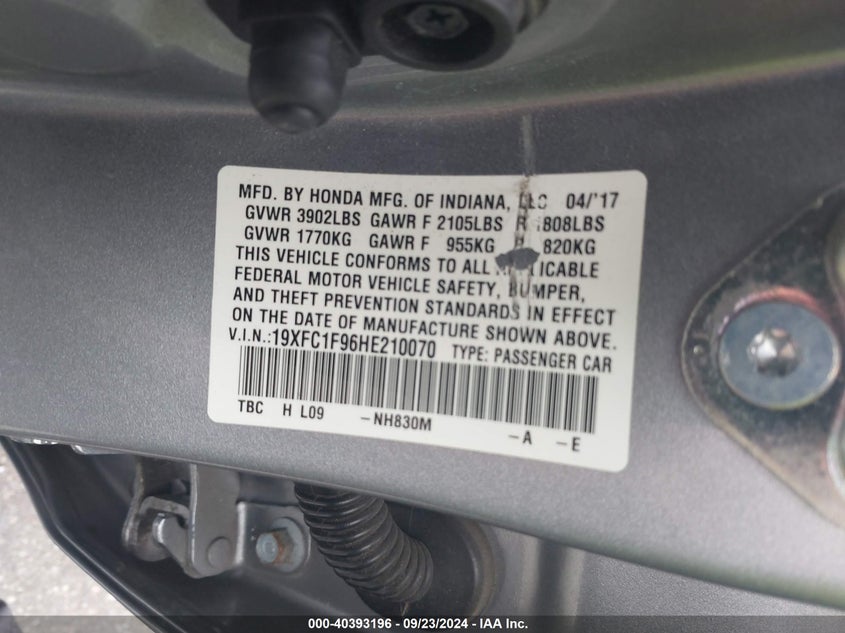 MFD. BY HONDA MFG. OF INDIANA, LLC 04/'17
GVWR 3902LBS GAWR F 2105LBS R 1808LBS
GVWR 1770KG GAWR F 955KG 820KG
THIS VEHICLE CONFORMS TO ALL
FEDERAL MOTOR VEHICLE SAFETY, BUMPER,
AND THEFT PREVENTION STANDARDS IN EFFECT
ON THE DATE OF MANUFACTURE SHOWN ABOVE.
V.I.N.:19XFC1F96HE210070 TYPE: PASSENGER CAR
TBC H L09 -NH830M -A -E
000-40393196 - 09/23/2024 - IAA Inc.